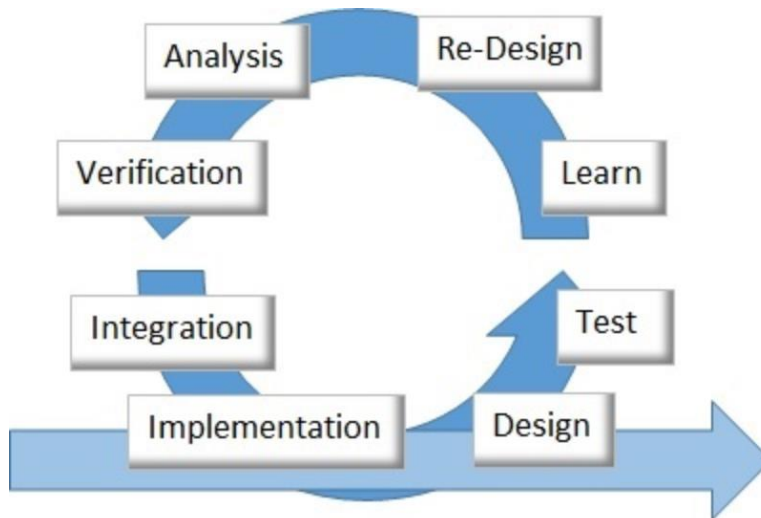 Analysis
Re-Design
Verification
Learn
Integration
Test
Implementation
Design